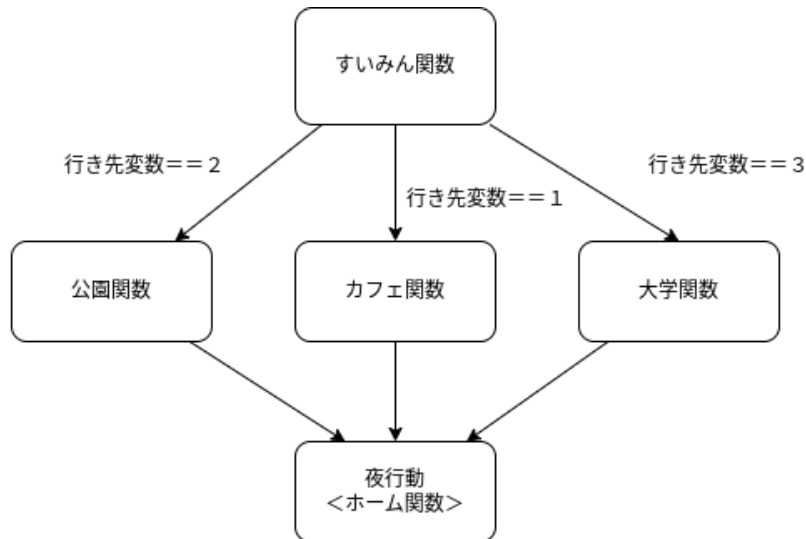 すいみん関数
行き先変数＝＝２
行き先変数＝＝１
行き先変数＝＝３
公園関数
カフェ関数
大学関数
夜行動
＜ホーム関数＞